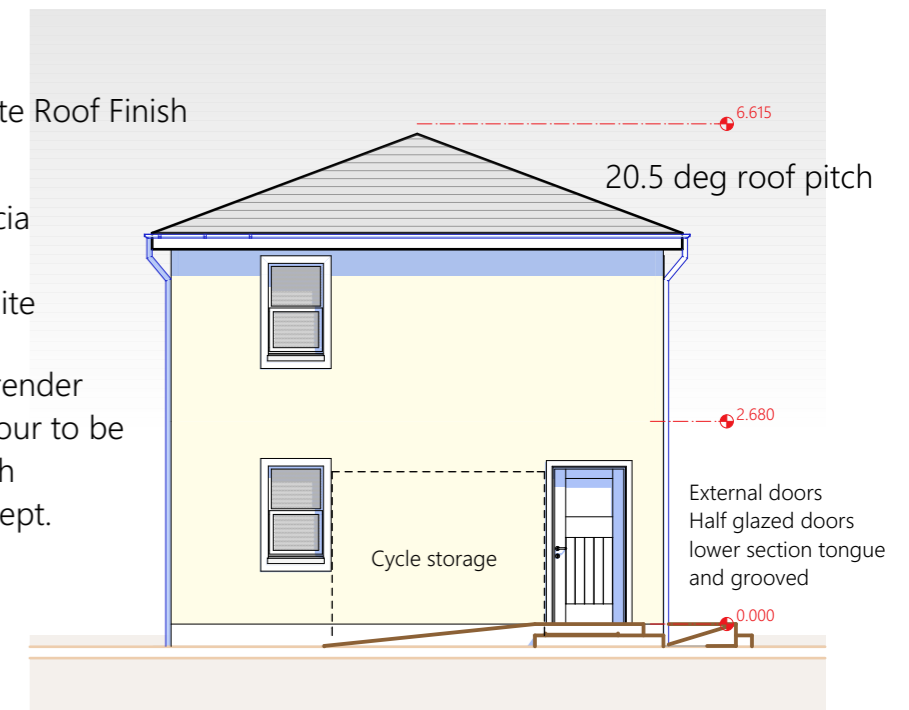 te Roof Finish
6.615
20.5 deg roof pitch
cia
ite
render
our to be
h
ept.
2.680
External doors
Half glazed doors
lower section tongue
and grooved
Cycle storage
0.000